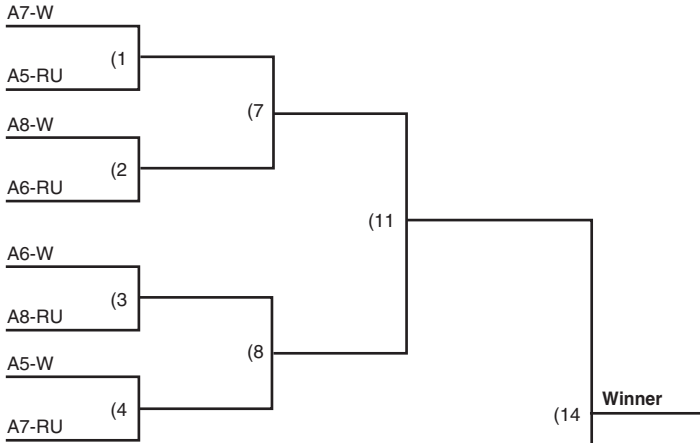 A7-W
(1
A5-RU
(7
A8-W
(2
A6-RU
(11
A6-W
(3
A8-RU
(8
A5-W
(4
A7-RU
Winner
(14